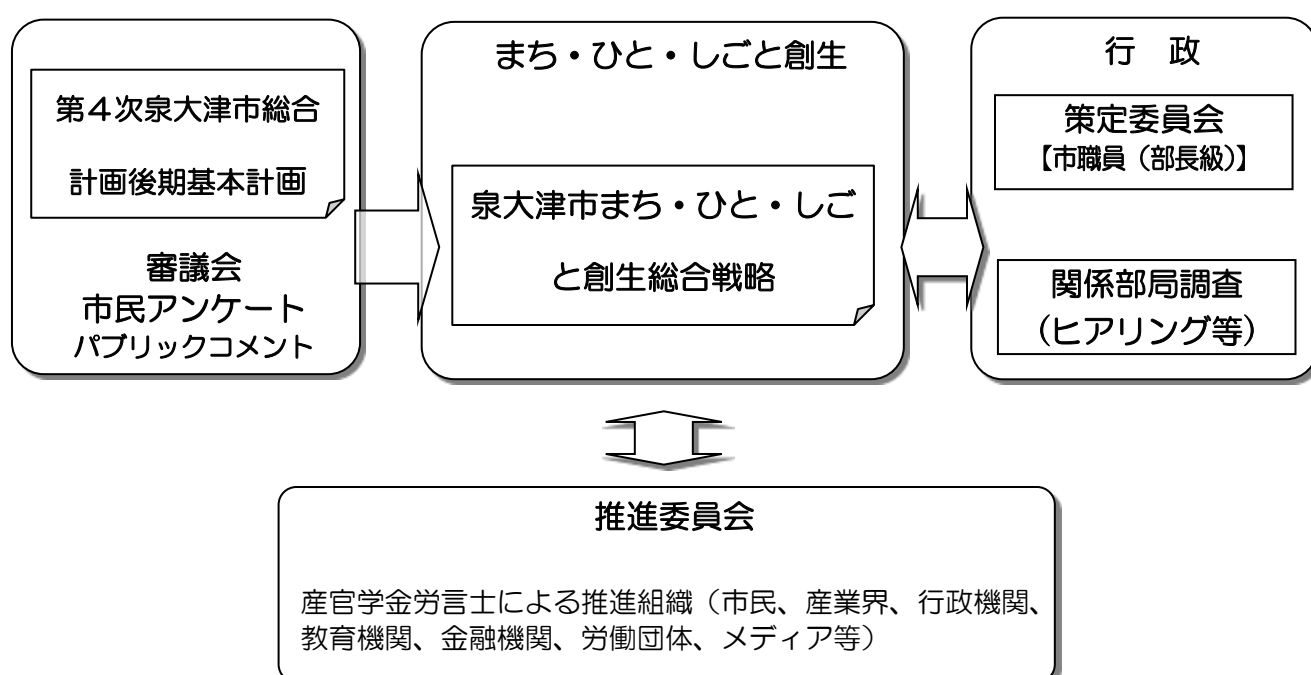 第４次泉大津市総合
計画後期基本計画
審議会
市民アンケート
パブリックコメント
まち・ひと・しごと創生
泉大津市まち・ひと・しご
と創生総合戦略
行　政
策定委員会
【市職員（部長級）】
関係部局調査
（ヒアリング等）
推進委員会
産官学金労言士による推進組織（市民、産業界、行政機関、
教育機関、金融機関、労働団体、メディア等）